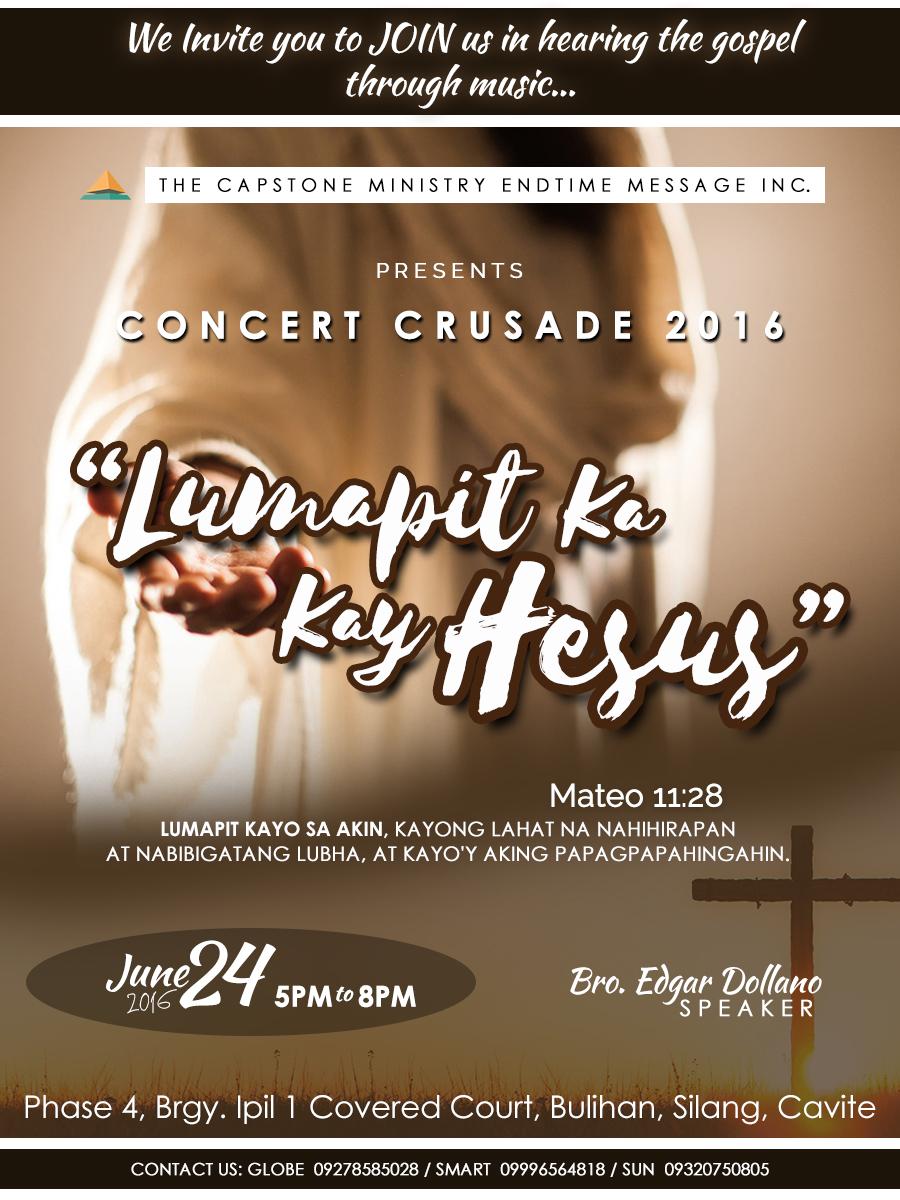 We Invite you to JOIN us in hearing the gospel
through music...
THE CAPSTONE MINISTRY ENDTIME MESSAGE INC.
PRESENTS
CONCERT CRUSADE 2016
“Lumapit Ka
Kay Hesus”
Mateo 11:28
LUMAPIT KAYO SA AKIN, KAYONG LAHAT NA NAHIHIRAPAN
AT NABIBIGATANG LUBHA, AT KAYO'Y AKING PAPAGPAPAHINGAHIN.
June 24
2016
5PM to 8PM
Bro. Edgar Dollano
SPEAKER
Phase 4, Brgy. Ipil 1 Covered Court, Bulihan, Silang, Cavite
CONTACT US: GLOBE 09278585028 / SMART 09996564818 / SUN 09320750805